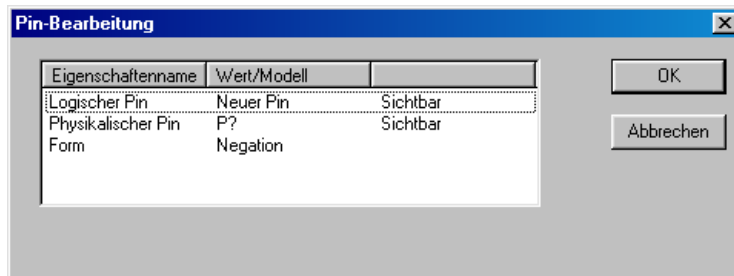 Pin-Bearbeitung
Eigenschaftenname Wert/Modell
Logischer Pin Neuer Pin Sichtbar
Physikalischer Pin P? Sichtbar
Form Negation
OK
Abbrechen